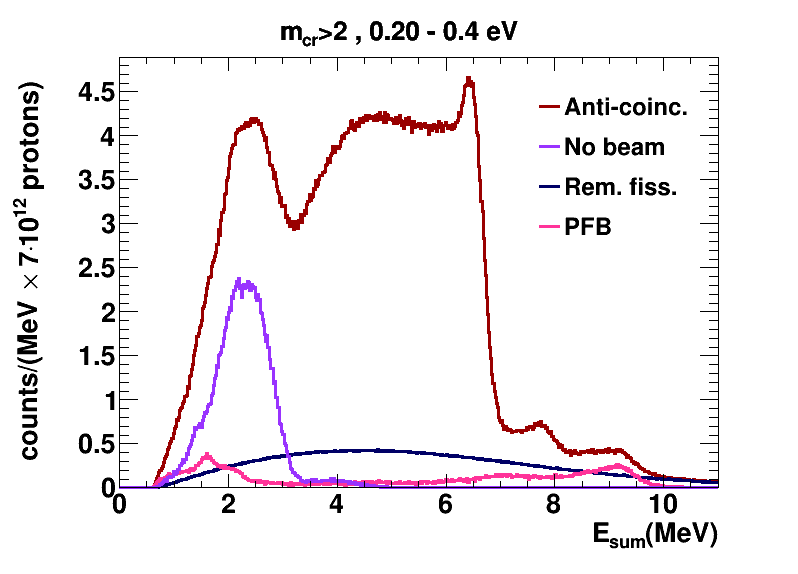 m_cr>2 , 0.20 - 0.4 eV
counts/(MeV × 7·10^12 protons)
4.5
4
3.5
3
2.5
2
1.5
1
0.5
0
Anti-coinc.
No beam
Rem. fiss.
PFB
0 2 4 6 8 10
E_sum(MeV)